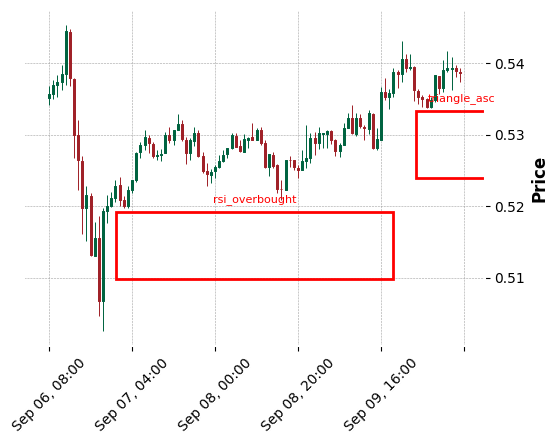 0.54
triangle_asc
0.53
rsi_overbought
0.52
0.51
Price
Sep 06, 08:00
Sep 07, 04:00
Sep 08, 00:00
Sep 08, 20:00
Sep 09, 16:00